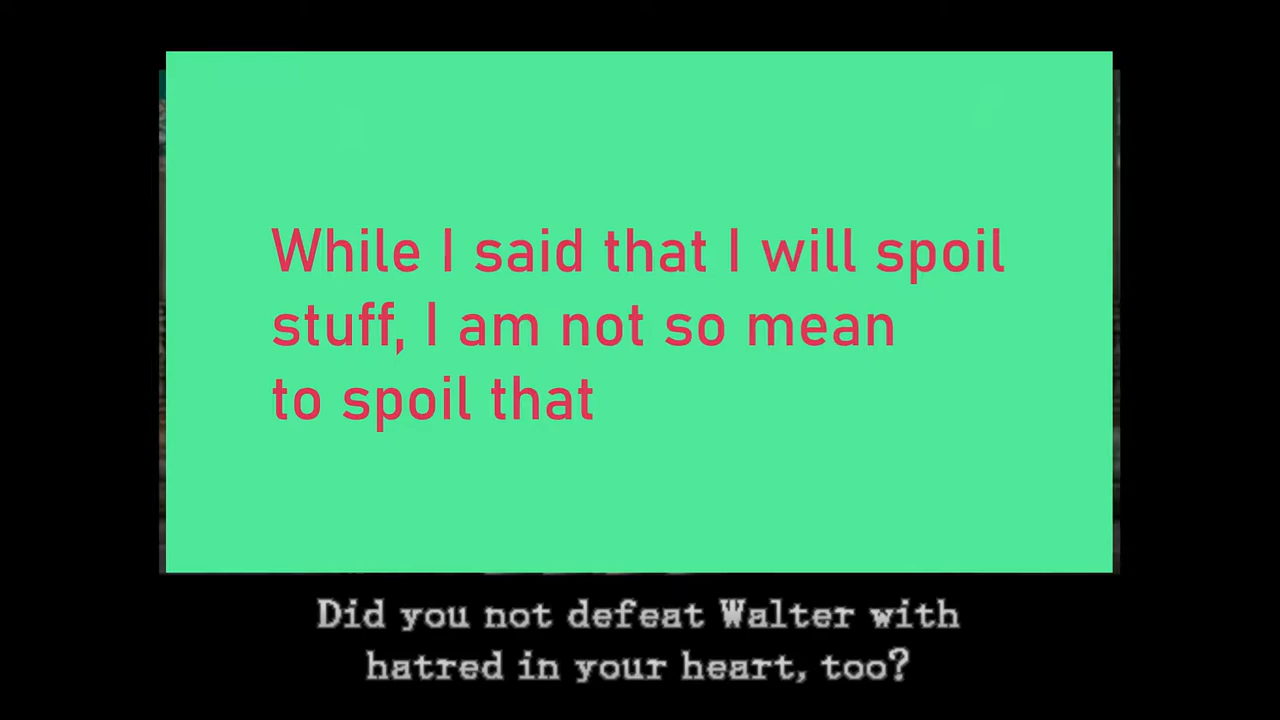 While I said that I will spoil
stuff, I am not so mean
to spoil that
Did you not defeat Walter with
hatred in your heart, too?